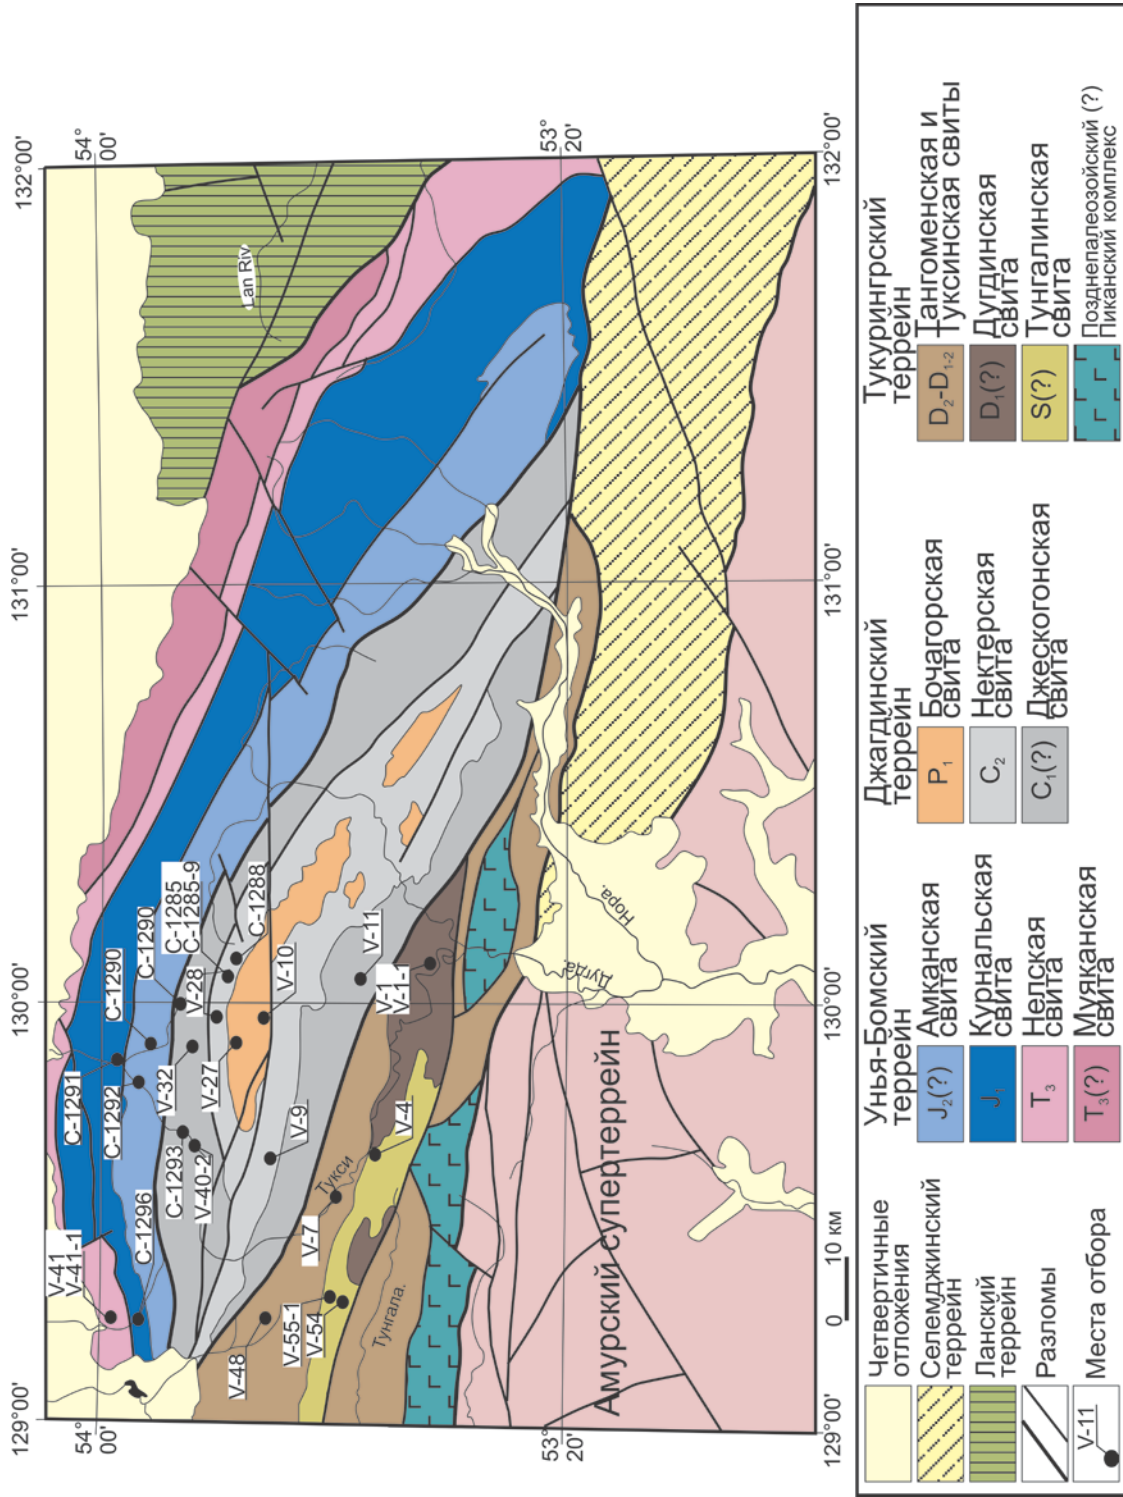 129°00'
130°00'
131°00'
132°00'
54°
00'
54°
00'
53°
20'
53°
20'
129°00'
130°00'
131°00'
132°00'
V-41
V-41-1
C-1291
C-1290
C-1290
C-1292
C-1296
C-1293
V-40-2
V-32
V-28
C-1285
C-1285-9
C-1288
V-27
V-10
V-9
V-11
V-1
V-1-1
V-4
V-7
V-48
V-55-1
V-54
Lan Riv
Тукси
Тунгала.
Дугда.
Нора.
Амурский супертеррейн
0
10 км
Четвертичные
отложения
Селемджинский
террейн
Ланский
террейн
Разломы
V-11
Места отбора
Унья-Бомский
террейн
J₂(?)
Амканская
свита
J₁
Курнальская
свита
T₃
Нелская
свита
T₃(?)
Муяканская
свита
Джагдинский
террейн
P₁
Бочагорская
свита
C₂
Нектерская
свита
C₁(?)
Джескогонская
свита
Тукурингрский
террейн
D₂-D₁₋₂
Тангоменская и
Туксинская свиты
D₁(?)
Дугдинская
свита
S(?)
Тунгалинская
свита
Позднепалеозойский (?)
Пиканский комплекс